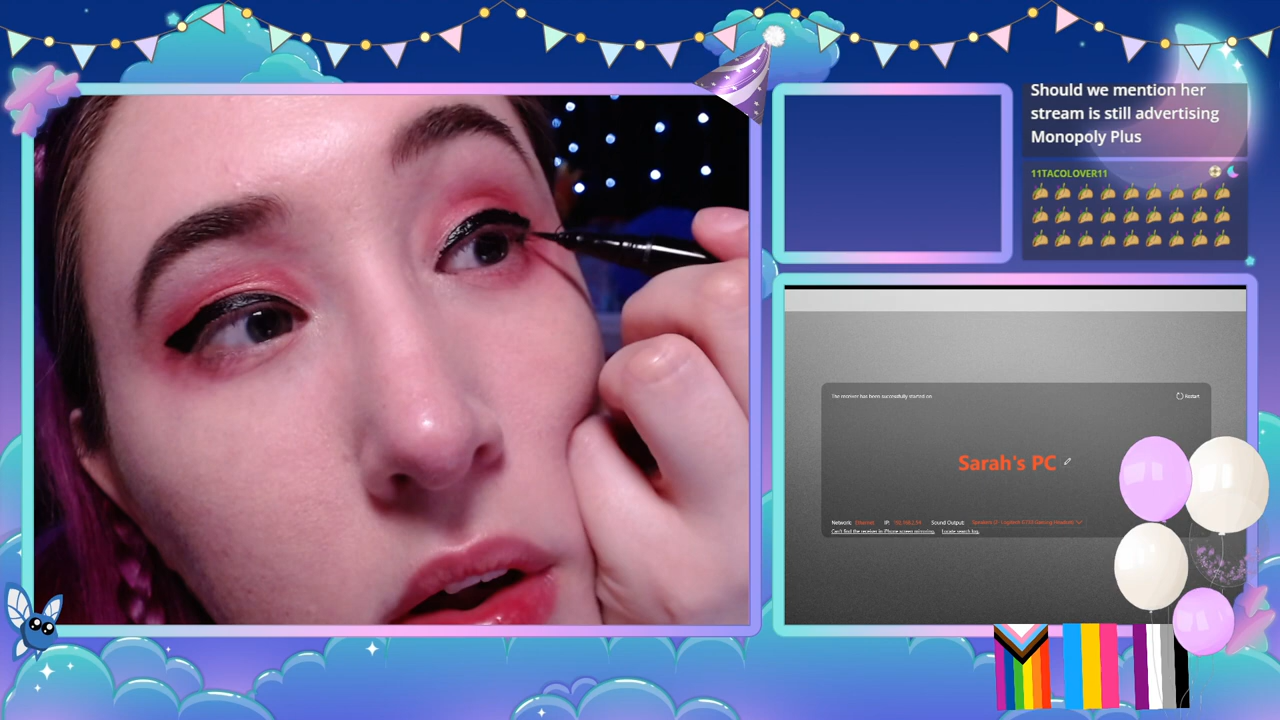 Should we mention her
stream is still advertising
Monopoly Plus
11TACOLOVER11
The receiver has been successfully started on
Restart
Sarah's PC
Network: Ethernet IP: Sound Output:
Can't find the receiver in iPhone screen mirroring. Locate search log.